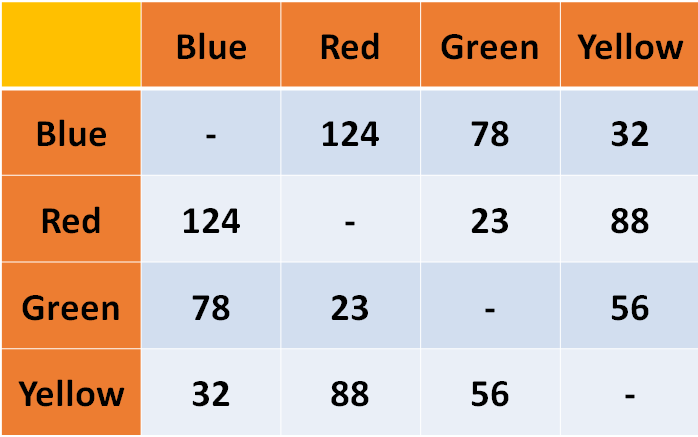 Blue Red Green Yellow
Blue - 124 78 32
Red 124 - 23 88
Green 78 23 - 56
Yellow 32 88 56 -